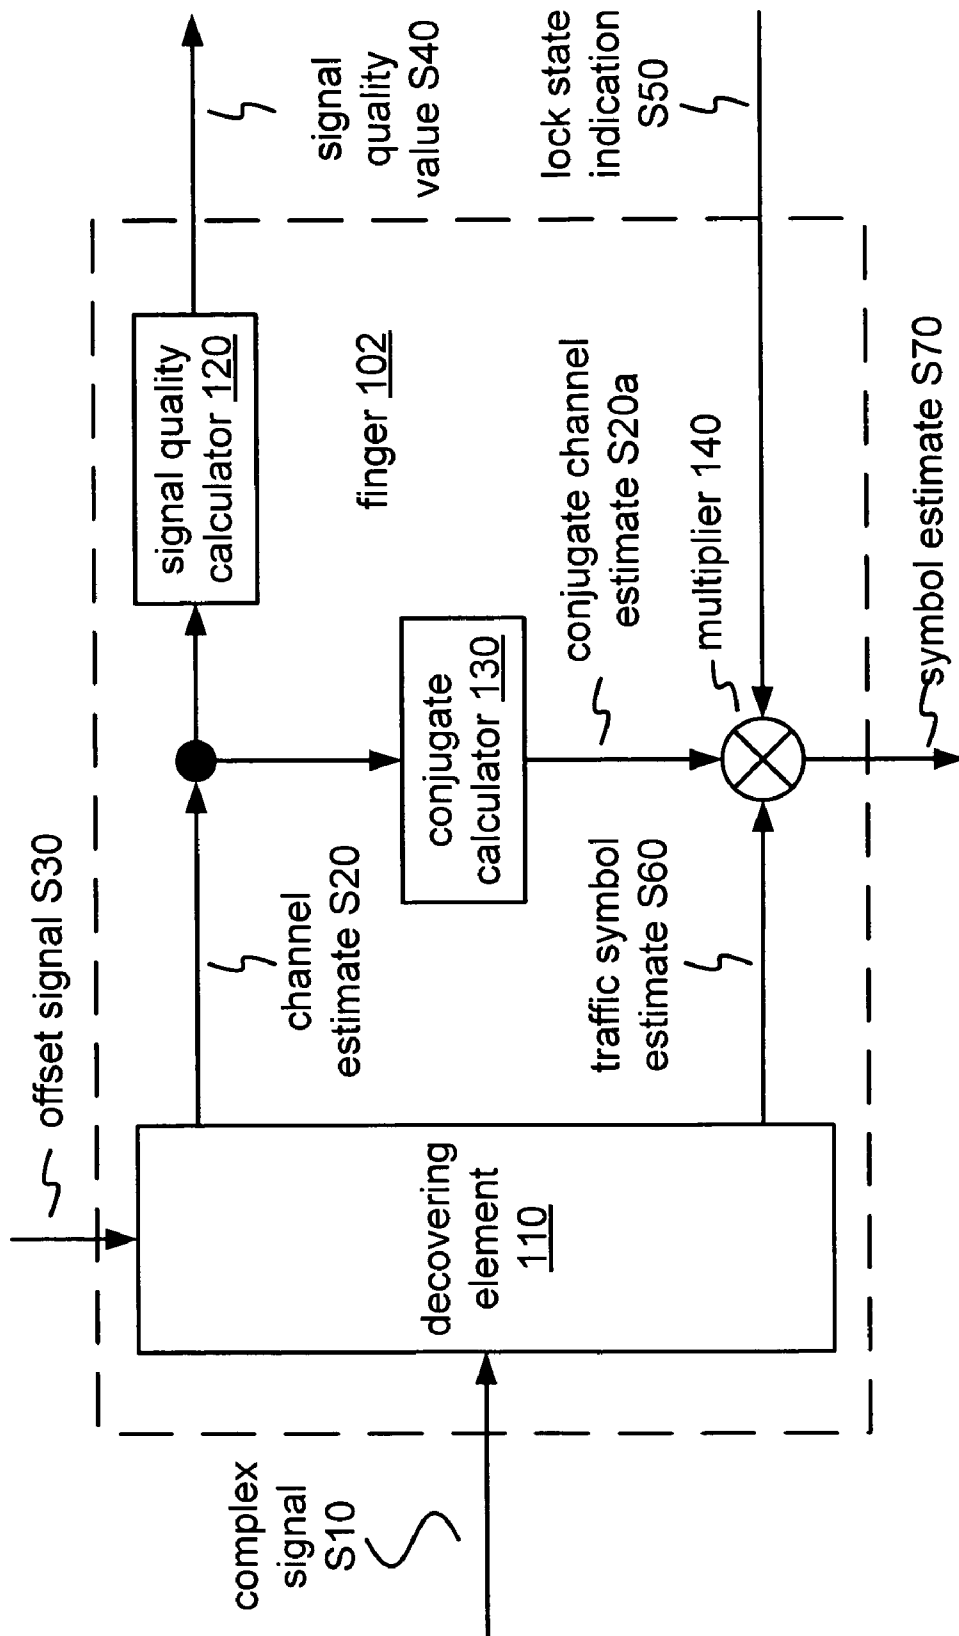 offset signal S30
complex
signal
S10
decovering
element
110
channel
estimate S20
signal quality
calculator 120
signal
quality
value S40
finger 102
conjugate
calculator 130
conjugate channel
estimate S20a
traffic symbol
estimate S60
multiplier 140
lock state
indication
S50
symbol estimate S70